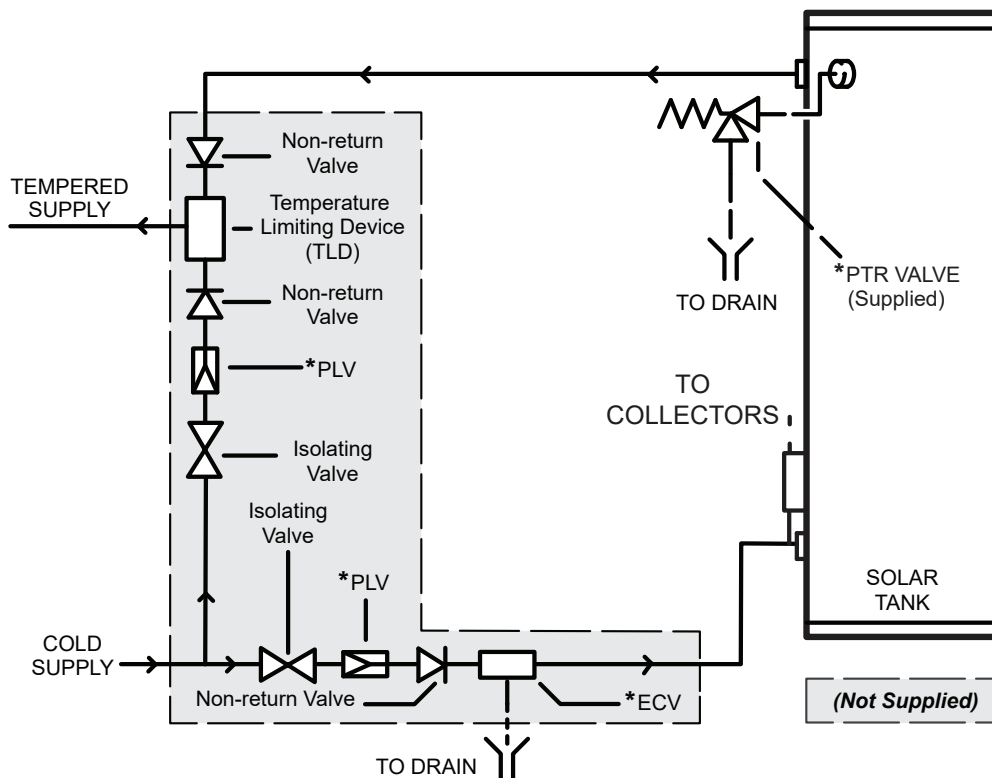 Non-return
Valve
TEMPERED
SUPPLY
Temperature
Limiting Device
(TLD)
*PTR VALVE
(Supplied)
Non-return
Valve
TO DRAIN
*PLV
TO
COLLECTORS
Isolating
Valve
Isolating
Valve
*PLV
SOLAR
TANK
COLD
SUPPLY
Non-return Valve
*ECV
(Not Supplied)
TO DRAIN